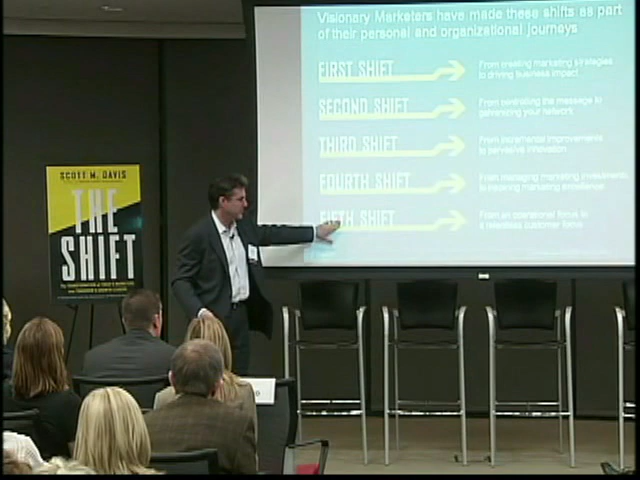 Visionary Marketers have made these shifts as part
of their personal and organizational journeys
FIRST SHIFT
From creating marketing strategies
to driving business impact
SECOND SHIFT
From controlling the message to
galvanizing your network
THIRD SHIFT
From incremental improvements
to pervasive innovation
FOURTH SHIFT
From managing marketing investments
to inspiring marketing excellence
FIFTH SHIFT
From an operational focus to
a relentless customer focus
SCOTT M. DAVIS
THE
SHIFT